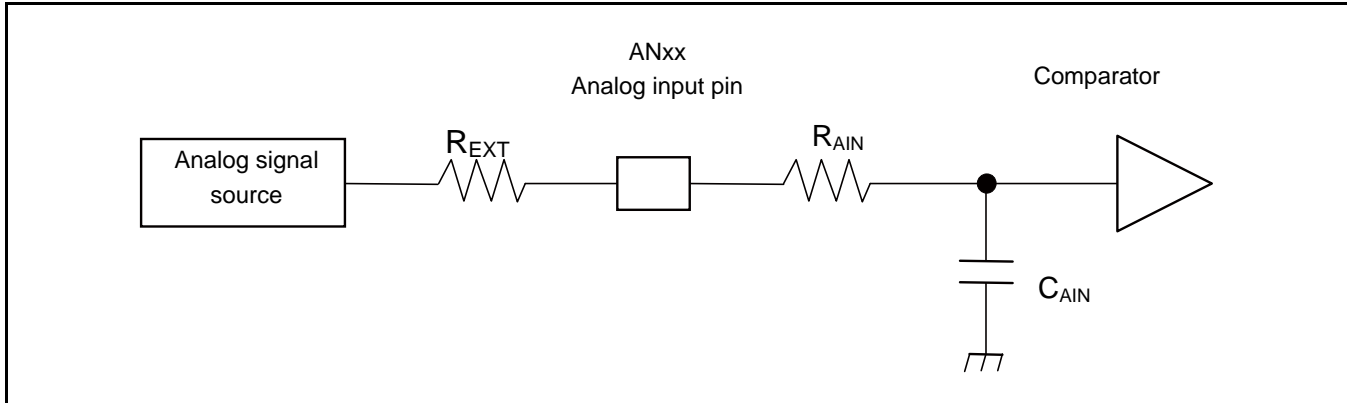 ANxx
Analog input pin
Comparator
Analog signal
source
REXT
RAIN
CAIN